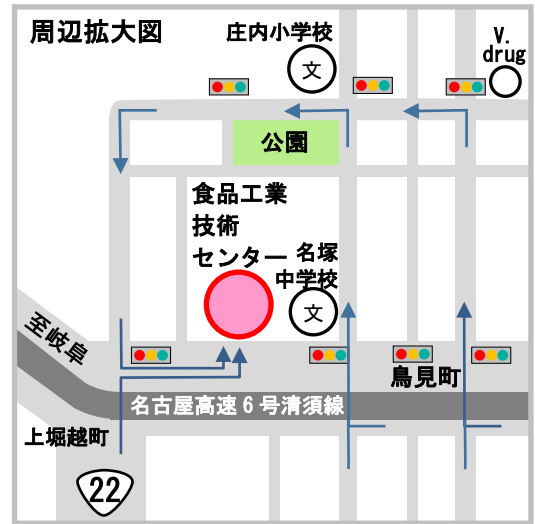 周辺拡大図
庄内小学校
文
V.
drug
公園
食品工業
技術
センター
名塚
中学校
文
至岐阜
鳥見町
名古屋高速6号清須線
上堀越町
22